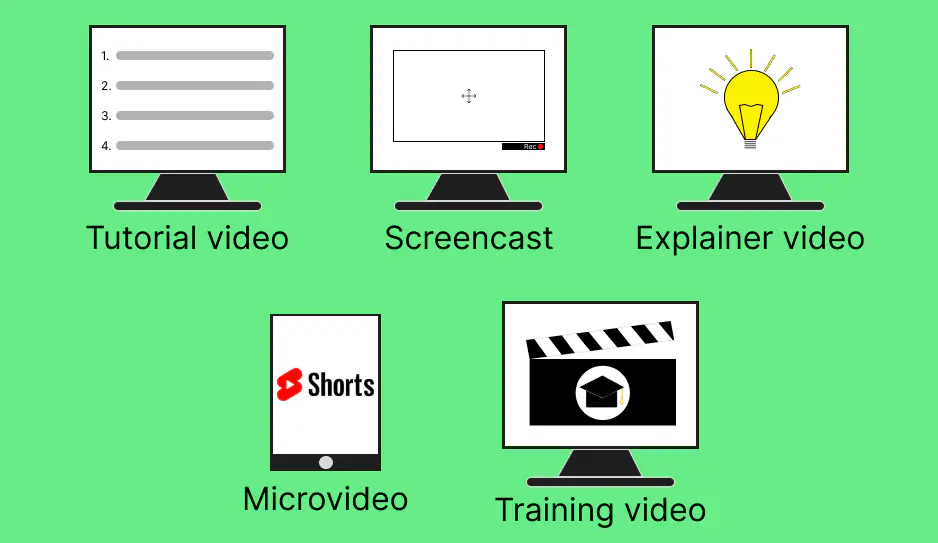 1.
2.
3.
4.
Rec
Tutorial video
Screencast
Explainer video
Shorts
Microvideo
Training video